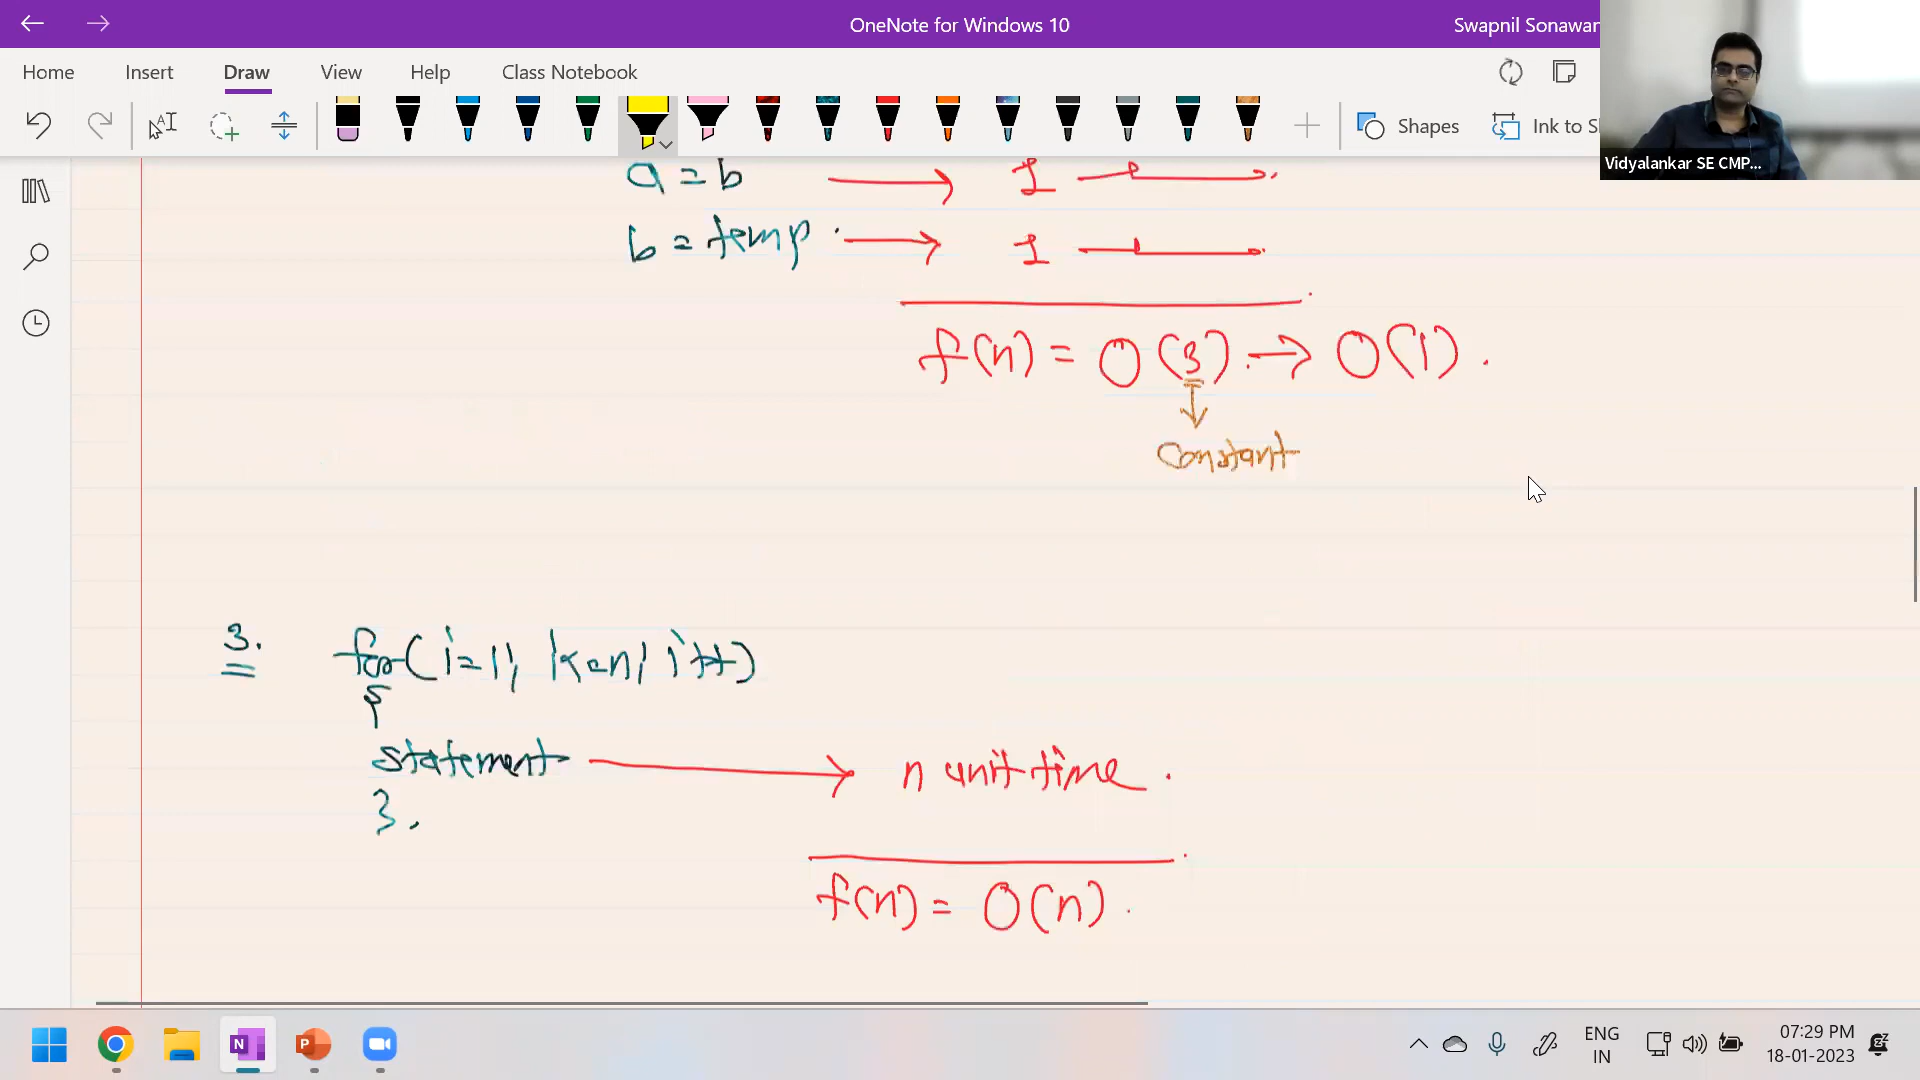 OneNote for Windows 10
Swapnil Sonawan
Home Insert Draw View Help Class Notebook
Shapes Ink to S
Vidyalankar SE CMP...
a = b → 1
b = temp → 1
f(n) = O(3) → O(1).
Constant
3. for(i=1; i<=n; i++)
{
statement → n unit time.
}.
f(n) = O(n).
ENG
IN
07:29 PM
18-01-2023